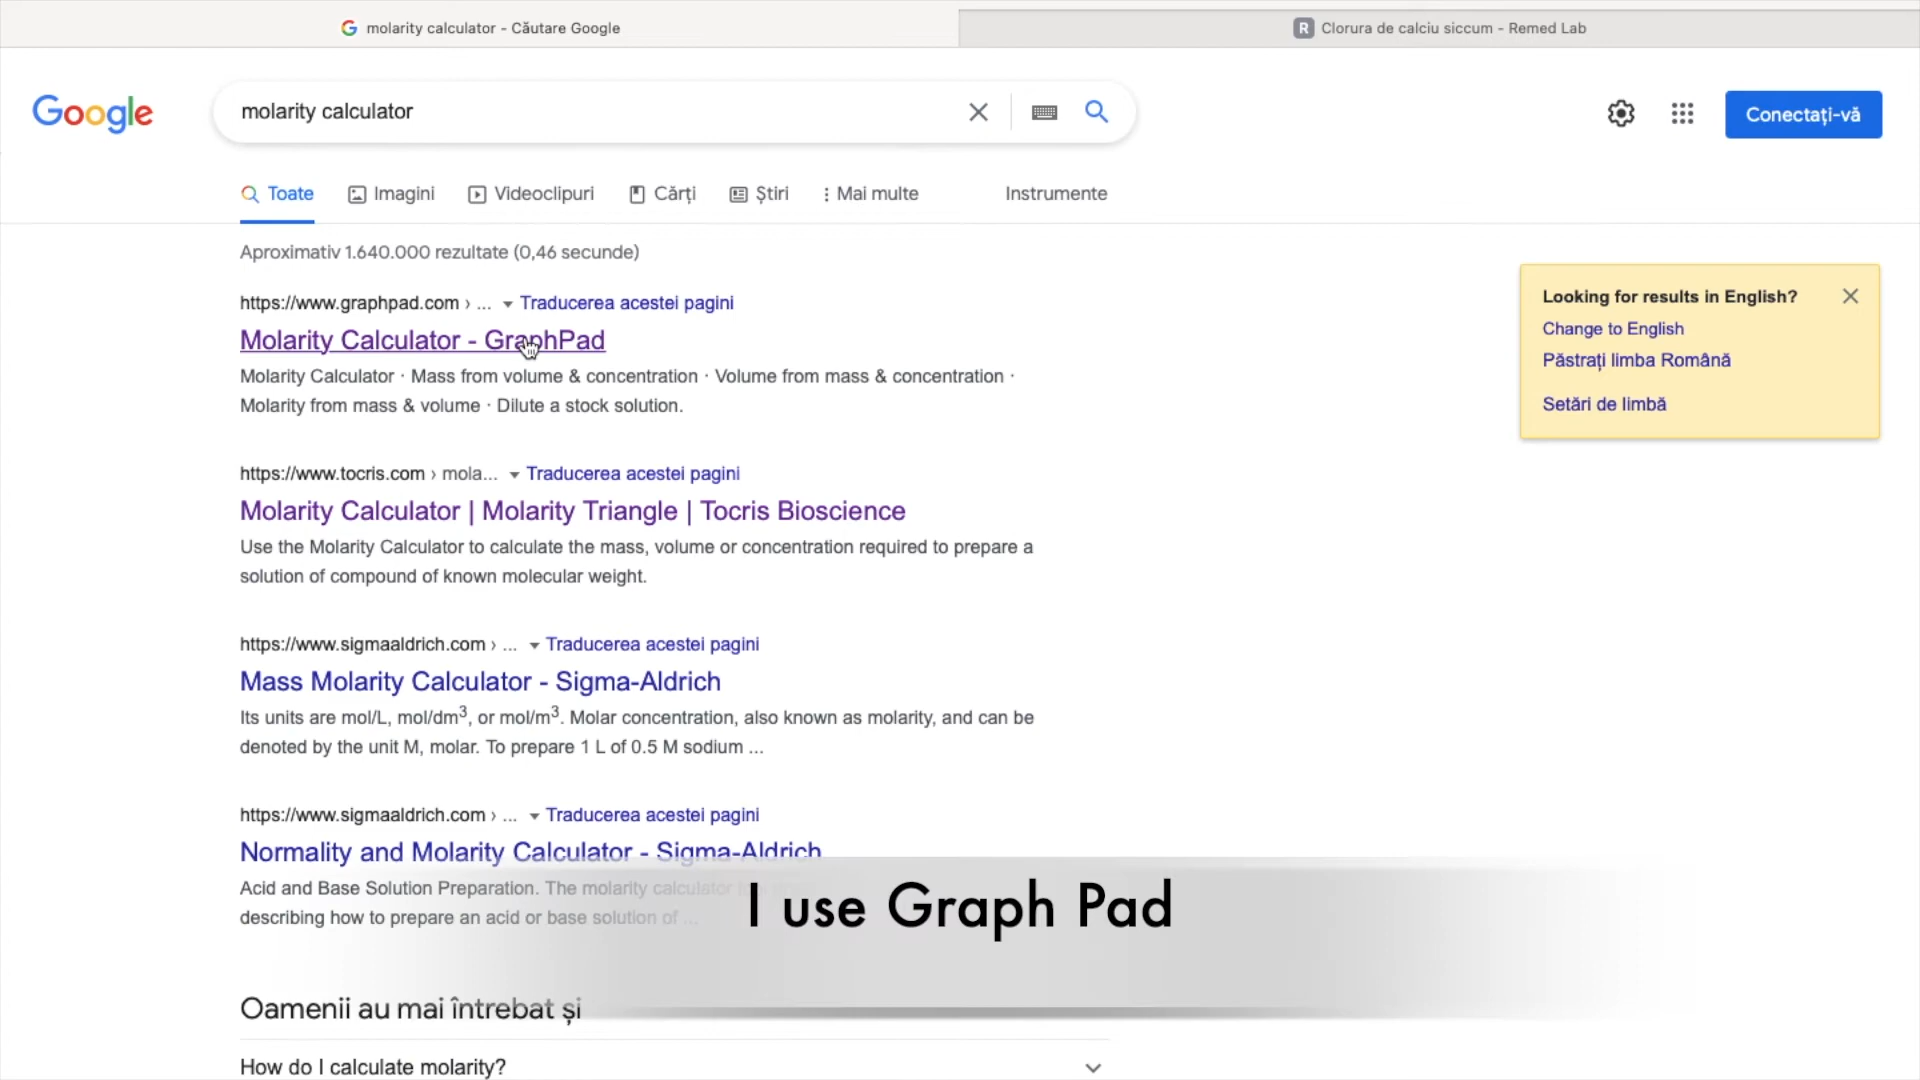 molarity calculator - Căutare Google
R Clorura de calciu siccum - Remed Lab
Google
molarity calculator
Conectați-vă
Toate
Imagini
Videoclipuri
Cărți
Știri
Mai multe
Instrumente
Aproximativ 1.640.000 rezultate (0,46 secunde)
https://www.graphpad.com › ... Traducerea acestei pagini
Molarity Calculator - GraphPad
Molarity Calculator · Mass from volume & concentration · Volume from mass & concentration ·
Molarity from mass & volume · Dilute a stock solution.
https://www.tocris.com › mola... Traducerea acestei pagini
Molarity Calculator | Molarity Triangle | Tocris Bioscience
Use the Molarity Calculator to calculate the mass, volume or concentration required to prepare a
solution of compound of known molecular weight.
https://www.sigmaaldrich.com › ... Traducerea acestei pagini
Mass Molarity Calculator - Sigma-Aldrich
Its units are mol/L, mol/dm³, or mol/m³. Molar concentration, also known as molarity, and can be
denoted by the unit M, molar. To prepare 1 L of 0.5 M sodium ...
https://www.sigmaaldrich.com › ... Traducerea acestei pagini
Normality and Molarity Calculator - Sigma-Aldrich
Acid and Base Solution Preparation. The molarity calculator
describing how to prepare an acid or base solution of ...
Oamenii au mai întrebat și
How do I calculate molarity?
Looking for results in English?
Change to English
Păstrați limba Română
Setări de limbă
I use Graph Pad